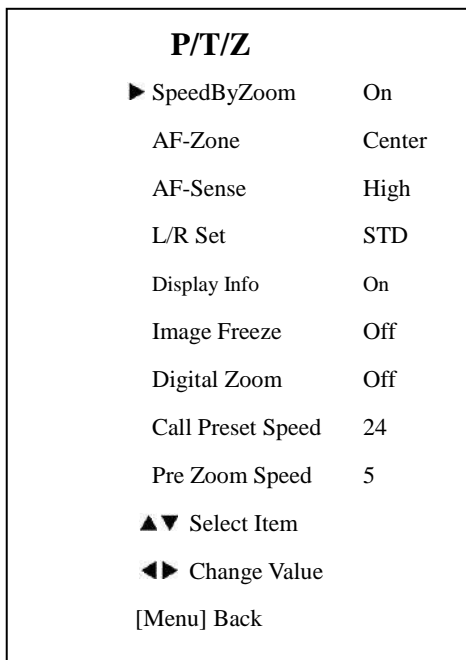 P/T/Z
▶ SpeedByZoom On
AF-Zone Center
AF-Sense High
L/R Set STD
Display Info On
Image Freeze Off
Digital Zoom Off
Call Preset Speed 24
Pre Zoom Speed 5
▲▼ Select Item
◀▶ Change Value
[Menu] Back